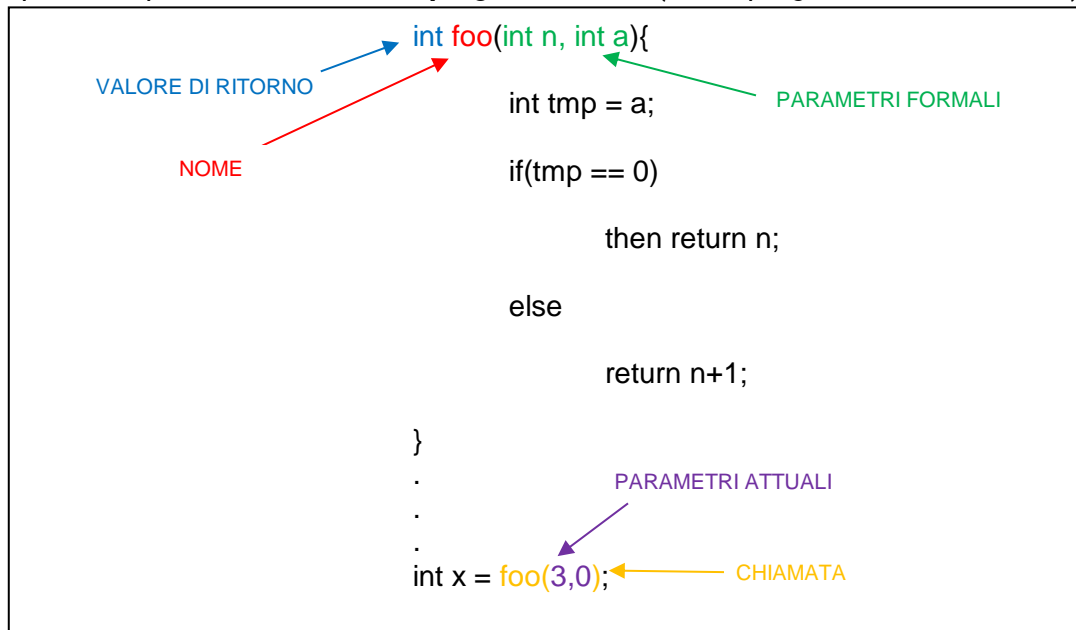 int foo(int n, int a){
VALORE DI RITORNO
int tmp = a;
PARAMETRI FORMALI
NOME
if(tmp == 0)
then return n;
else
return n+1;
}
.
PARAMETRI ATTUALI
.
.
int x = foo(3,0);
CHIAMATA